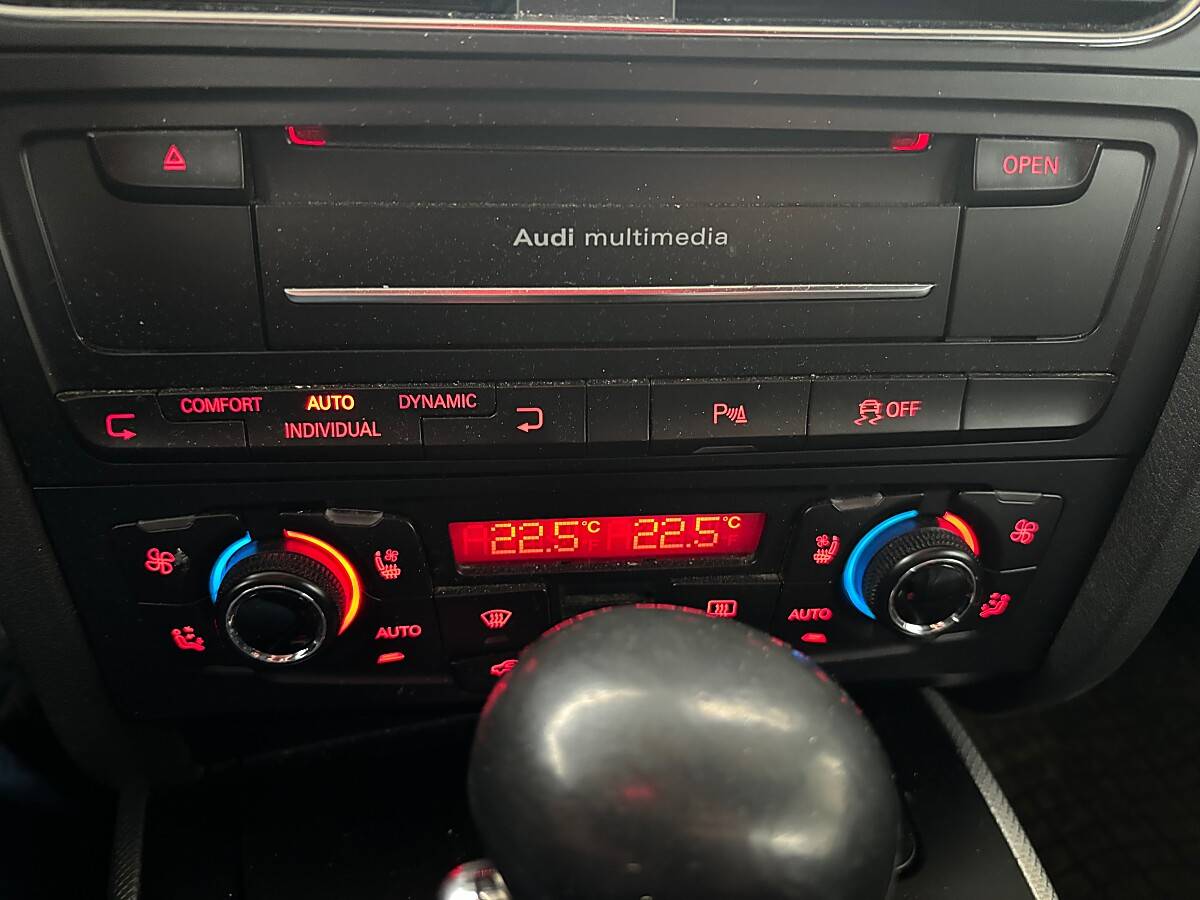 OPEN
Audi multimedia
COMFORT AUTO DYNAMIC
INDIVIDUAL
P
OFF
22.5°C 22.5°C
AUTO
AUTO